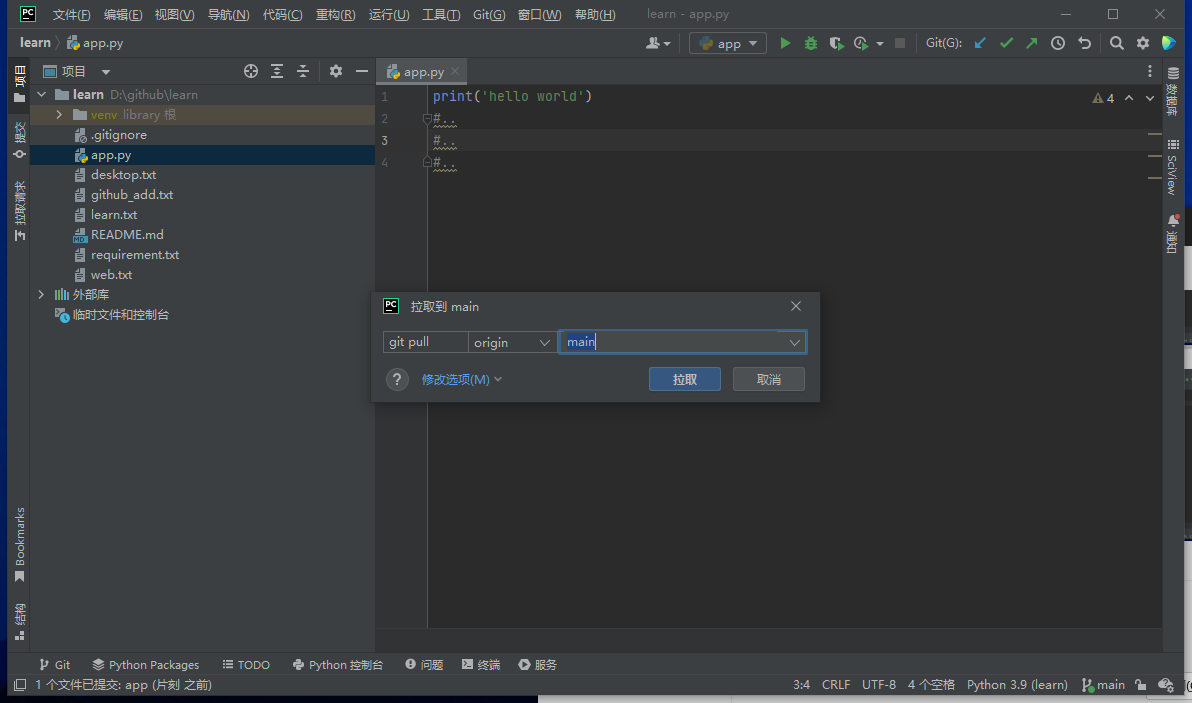 PC 文件(F) 编辑(E) 视图(V) 导航(N) 代码(C) 重构(R) 运行(U) 工具(T) Git(G) 窗口(W) 帮助(H) learn - app.py
learn app.py app Git(G):
项目
提交
拉取请求
Bookmarks
结构
项目
learn D:\github\learn
venv library 根
.gitignore
app.py
desktop.txt
github_add.txt
learn.txt
README.md
requirement.txt
web.txt
外部库
临时文件和控制台
app.py
1 print('hello world')
2 #..
3 #..
4 #..
4
数据库
SciView
通知
PC 拉取到 main
git pull origin main
? 修改选项(M) 拉取 取消
Git Python Packages TODO Python 控制台 问题 终端 服务
1 个文件已提交: app (片刻 之前) 3:4 CRLF UTF-8 4 个空格 Python 3.9 (learn) main